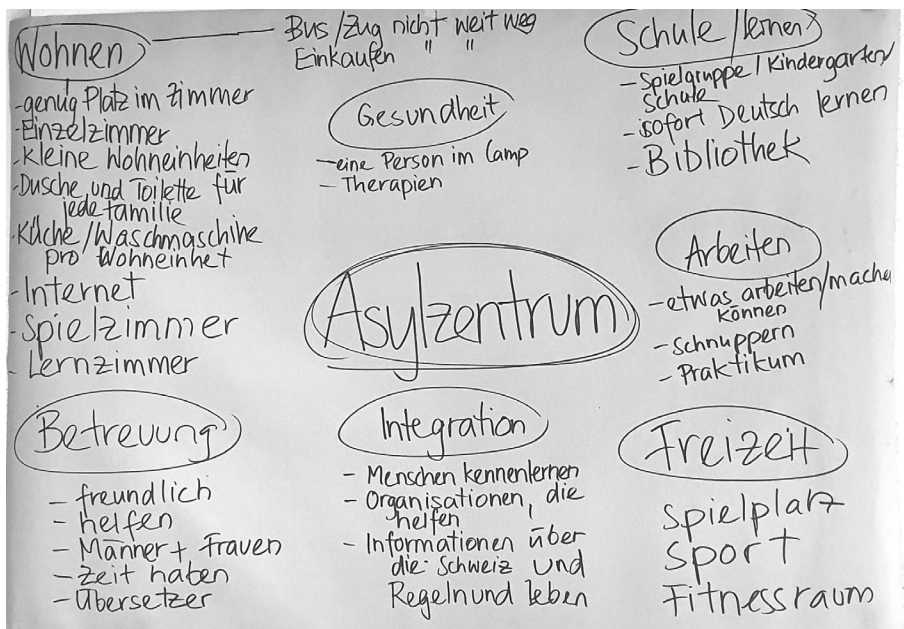 Wohnen
Bus/Zug nicht weit weg
Einkaufen " "
- genug Platz im Zimmer
- Einzelzimmer
- kleine Wohneinheiten
- Dusche und Toilette für
jede familie
- Küche/Waschmaschine
pro Wohneinheit
- Internet
- Spielzimmer
- Lernzimmer
Gesundheit
- eine Person im Camp
- Therapien
Schule/lernen
- Spielgruppe/Kindergarten/
Schule
- sofort Deutsch lernen
- Bibliothek
Asylzentrum
Arbeiten
- etwas arbeiten/mache
können
- schnuppern
- Praktikum
Betreuung
- freundlich
- helfen
- Männer + Frauen
- Zeit haben
- Übersetzer
Integration
- Menschen kennenlernen
- Organisationen, die
helfen
- Informationen über
die Schweiz und
Regeln und leben
Freizeit
Spielplatz
Sport
Fitnessraum